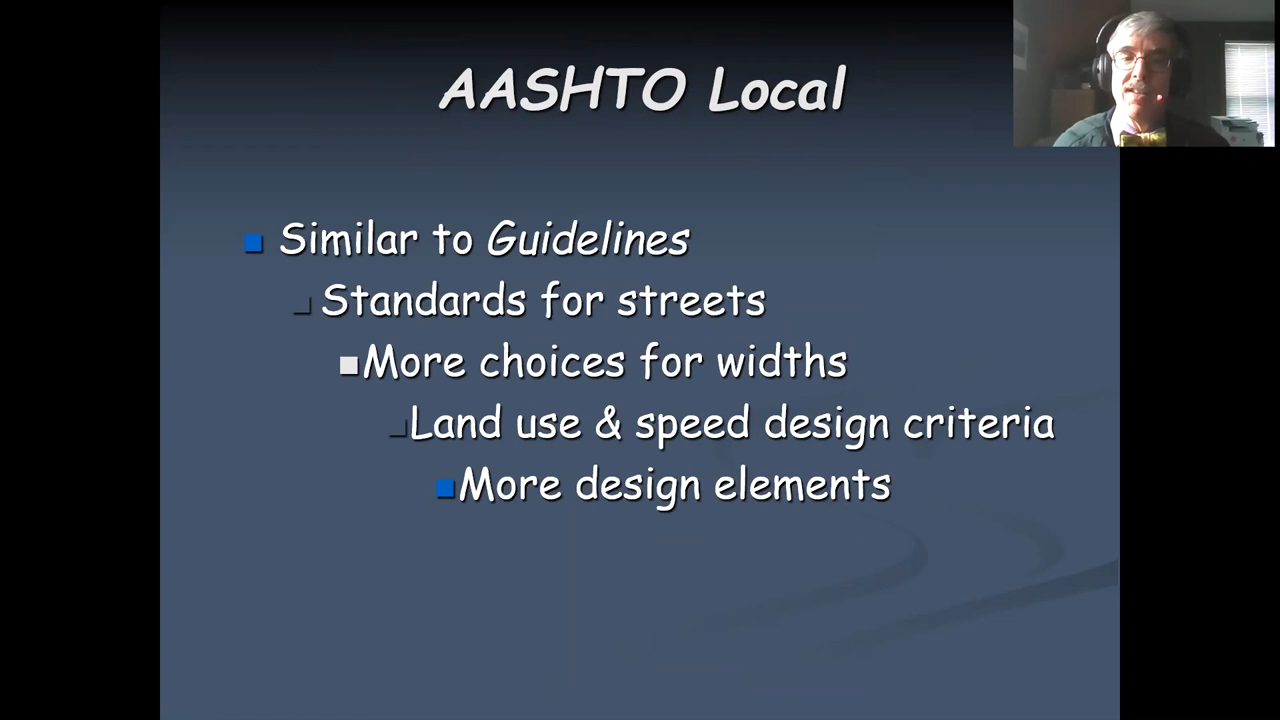 AASHTO Local
Similar to Guidelines
Standards for streets
More choices for widths
Land use & speed design criteria
More design elements